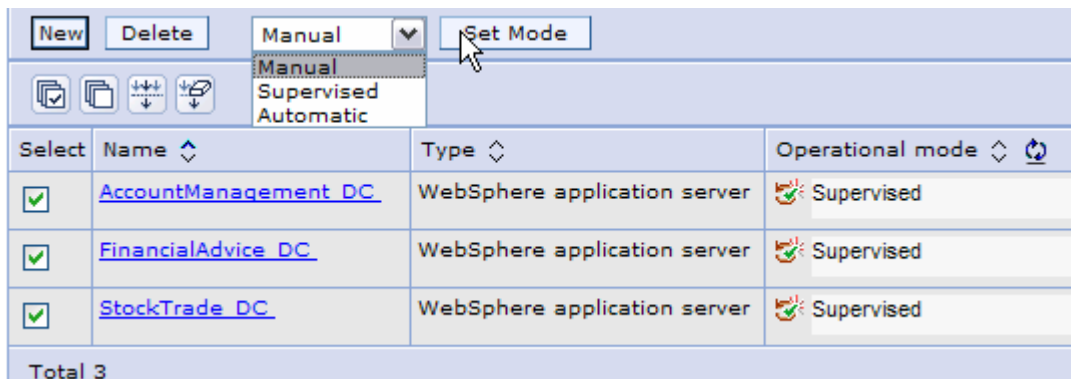 New Delete Manual Set Mode
Manual
Supervised
Automatic
Select Name Type Operational mode
AccountManagement_DC WebSphere application server Supervised
FinancialAdvice_DC WebSphere application server Supervised
StockTrade_DC WebSphere application server Supervised
Total 3